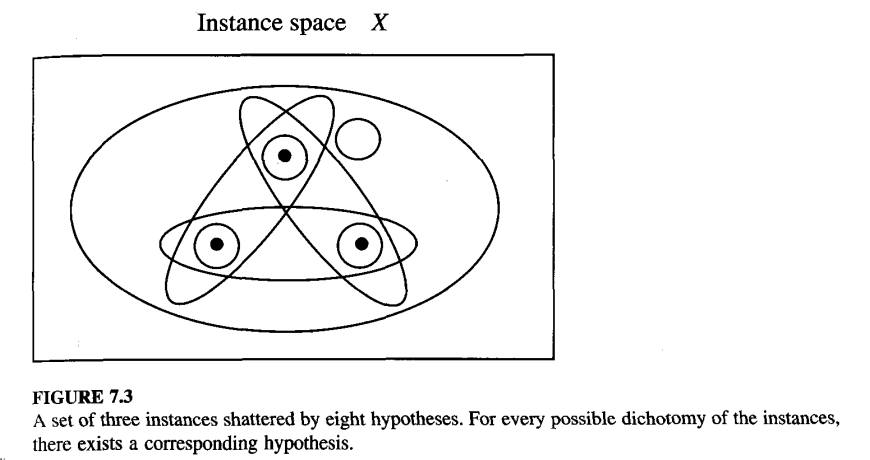 Instance space X
FIGURE 7.3
A set of three instances shattered by eight hypotheses. For every possible dichotomy of the instances,
there exists a corresponding hypothesis.